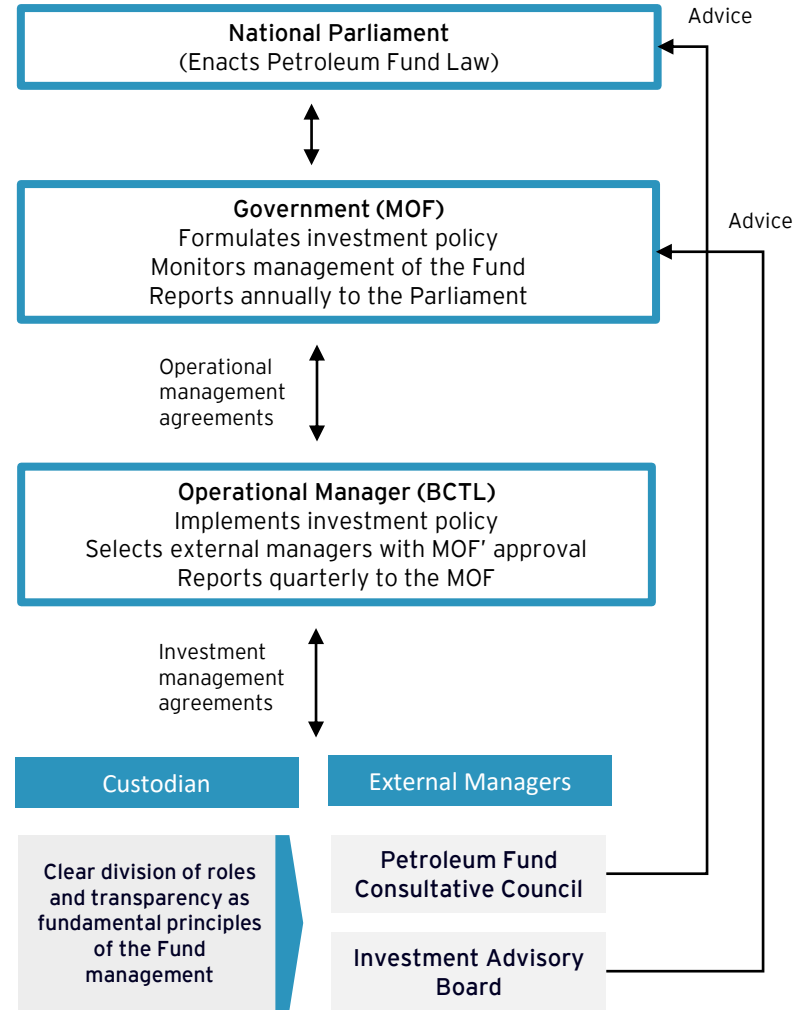 Advice
National Parliament
(Enacts Petroleum Fund Law)
Government (MOF)
Formulates investment policy
Monitors management of the Fund
Reports annually to the Parliament
Advice
Operational
management
agreements
Operational Manager (BCTL)
Implements investment policy
Selects external managers with MOF' approval
Reports quarterly to the MOF
Investment
management
agreements
Custodian
External Managers
Clear division of roles
and transparency as
fundamental principles
of the Fund
management
Petroleum Fund
Consultative Council
Investment Advisory
Board